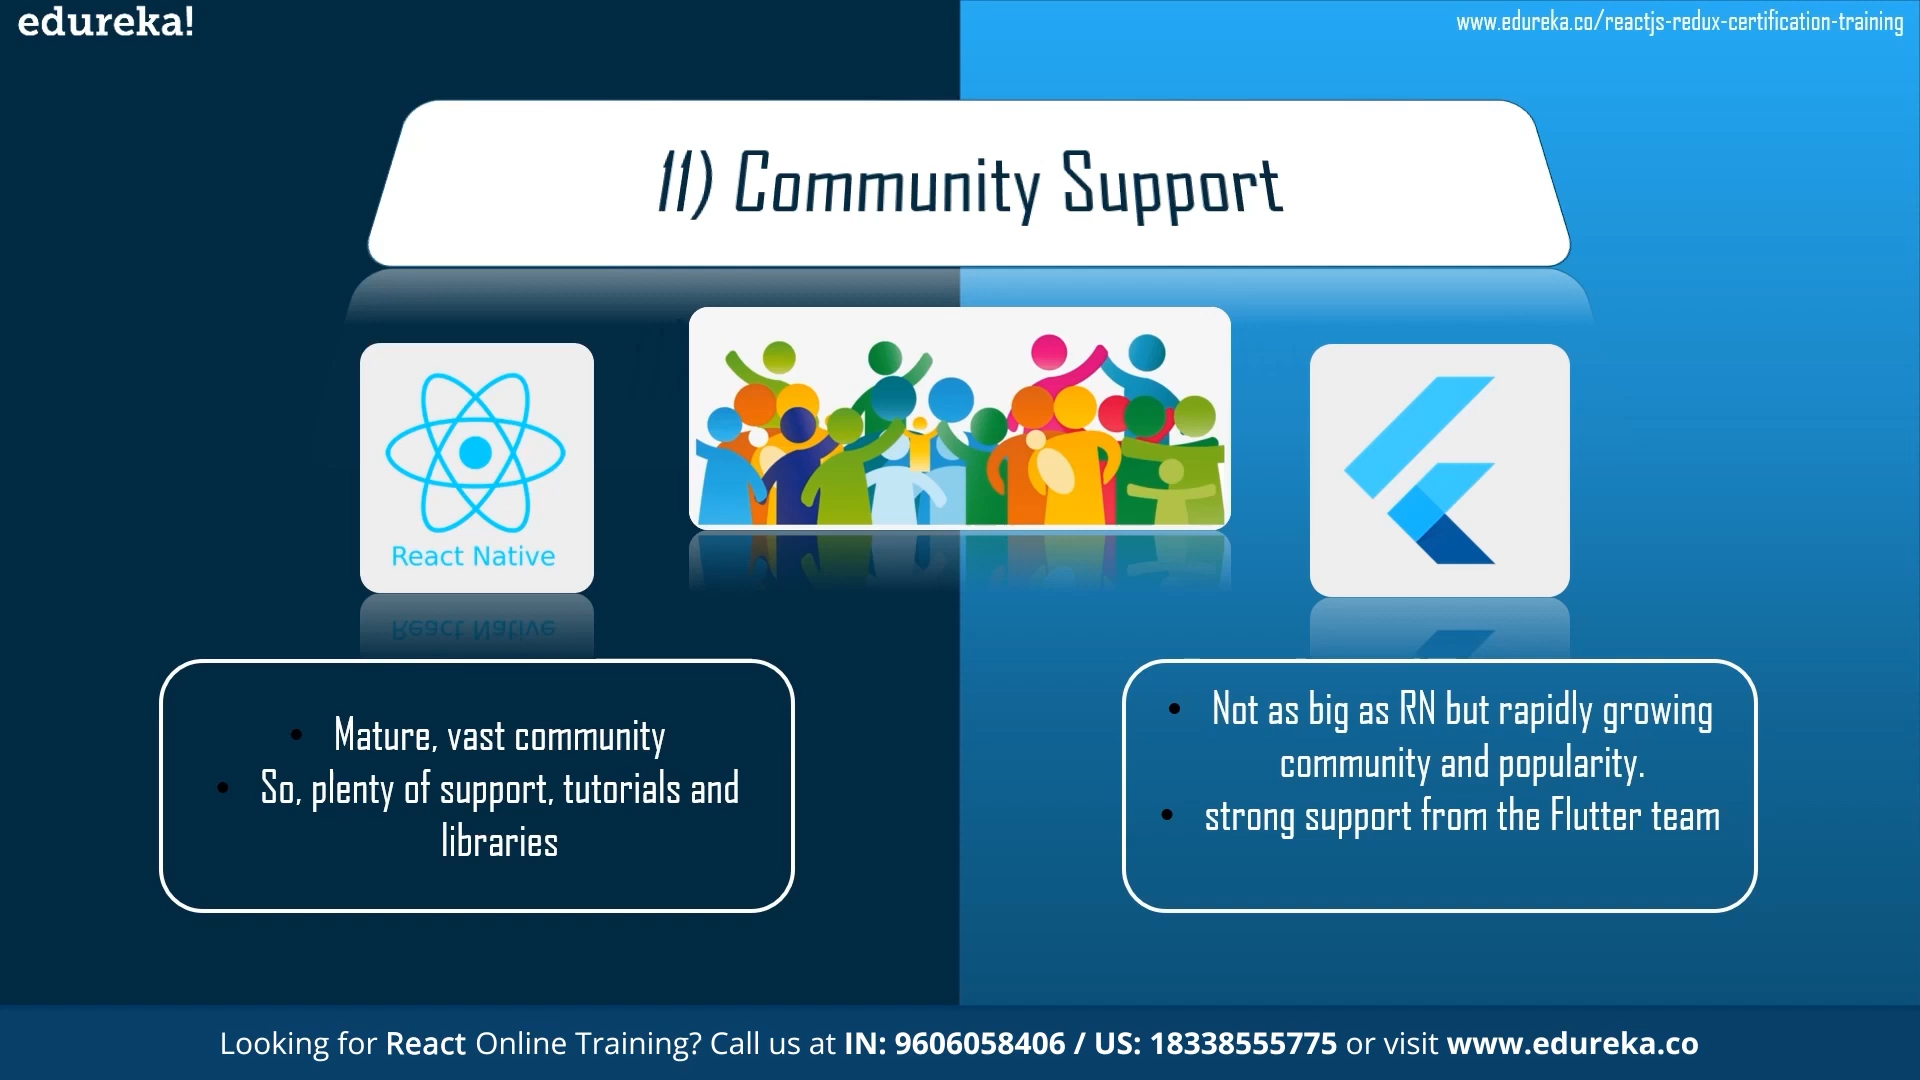 edureka!
www.edureka.co/reactjs-redux-certification-training
11) Community Support
React Native
• Mature, vast community
• So, plenty of support, tutorials and
libraries
• Not as big as RN but rapidly growing
community and popularity.
• strong support from the Flutter team
Looking for React Online Training? Call us at IN: 9606058406 / US: 18338555775 or visit www.edureka.co